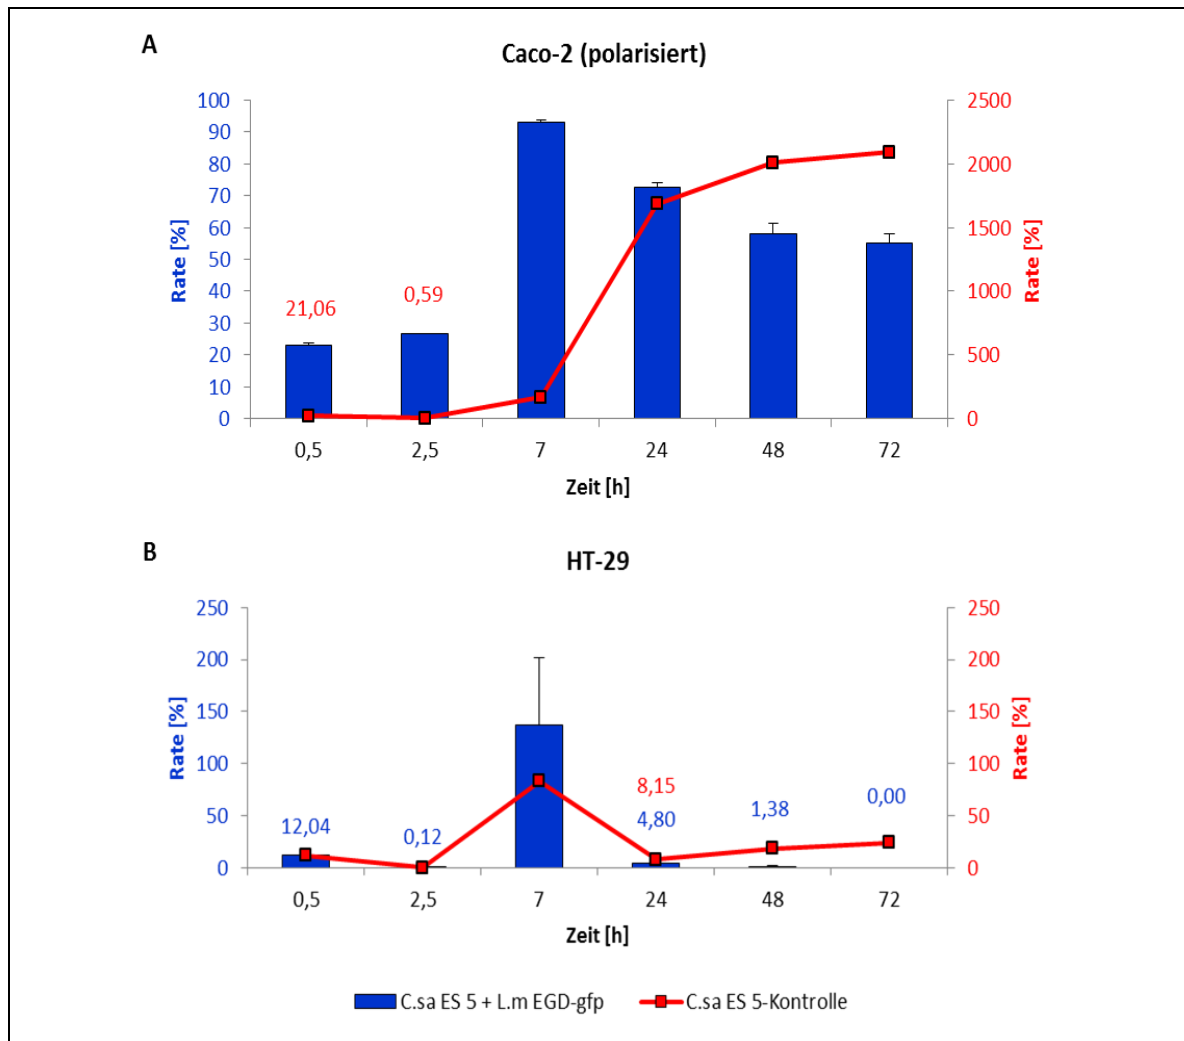 A
Caco-2 (polarisiert)
100
90
80
70
60
50
40
30
20
10
0
Rate [%]
2500
2000
1500
1000
500
0
Rate [%]
21,06
0,59
0,5 2,5 7 24 48 72
Zeit [h]
B
HT-29
250
200
150
100
50
0
Rate [%]
250
200
150
100
50
0
Rate [%]
12,04
0,12
8,15
4,80
1,38
0,00
0,5 2,5 7 24 48 72
Zeit [h]
C.sa ES 5 + L.m EGD-gfp C.sa ES 5-Kontrolle